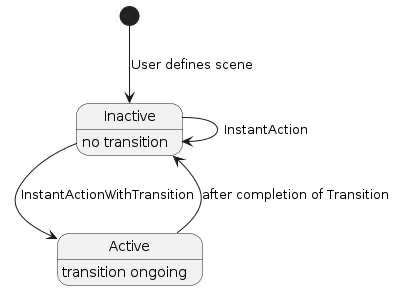 User defines scene
Inactive
no transition
InstantAction
InstantActionWithTransition
after completion of Transition
Active
transition ongoing